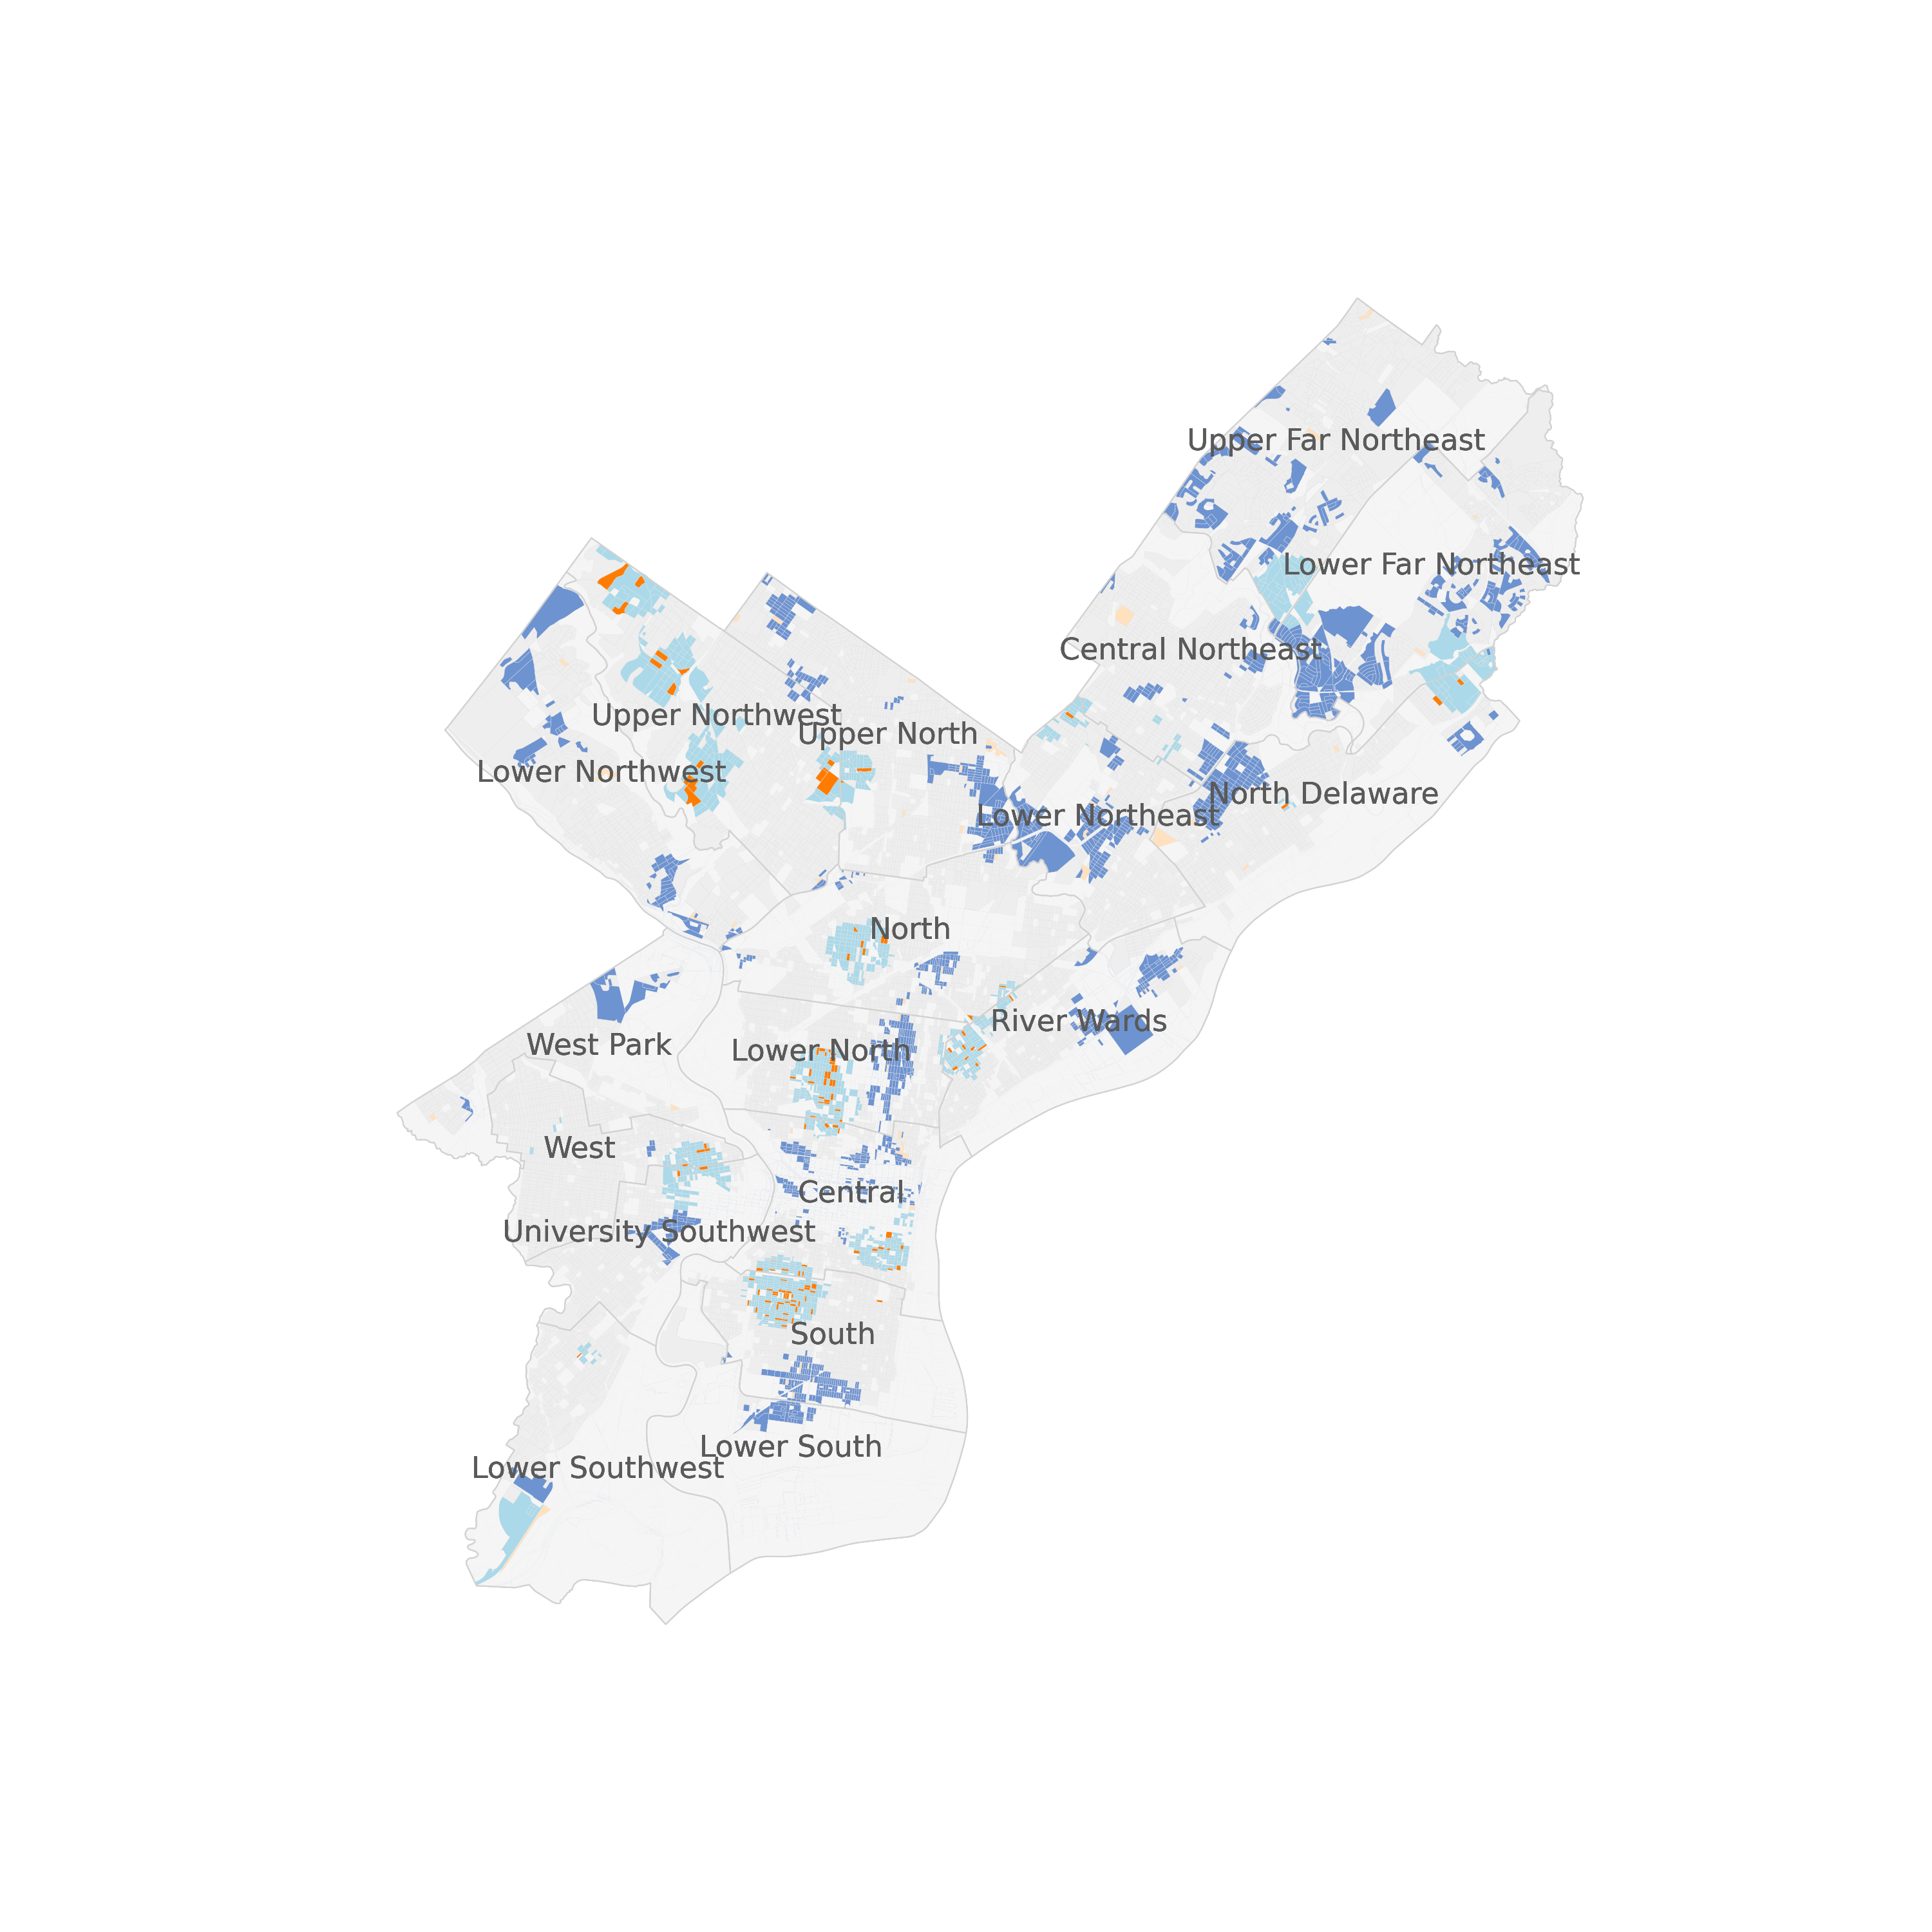 Upper Far Northeast
Lower Far Northeast
Central Northeast
Upper Northwest
Upper North
Lower Northwest
North Delaware
Lower Northeast
North
River Wards
West Park
Lower North
West
Central
University Southwest
South
Lower South
Lower Southwest